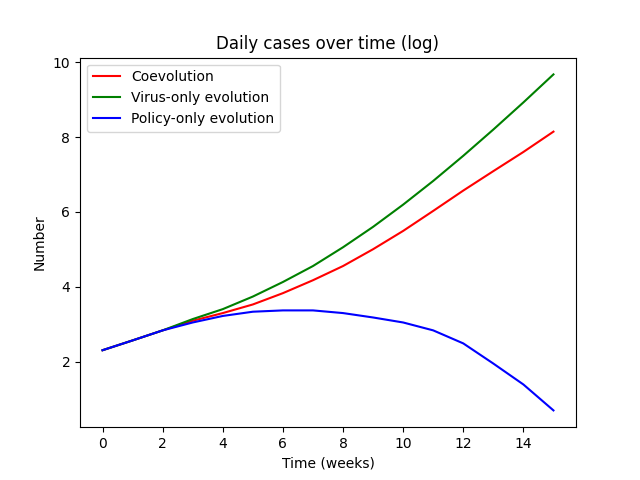 Daily cases over time (log)
Coevolution
Virus-only evolution
Policy-only evolution
Number
10
8
6
4
2
0 2 4 6 8 10 12 14
Time (weeks)